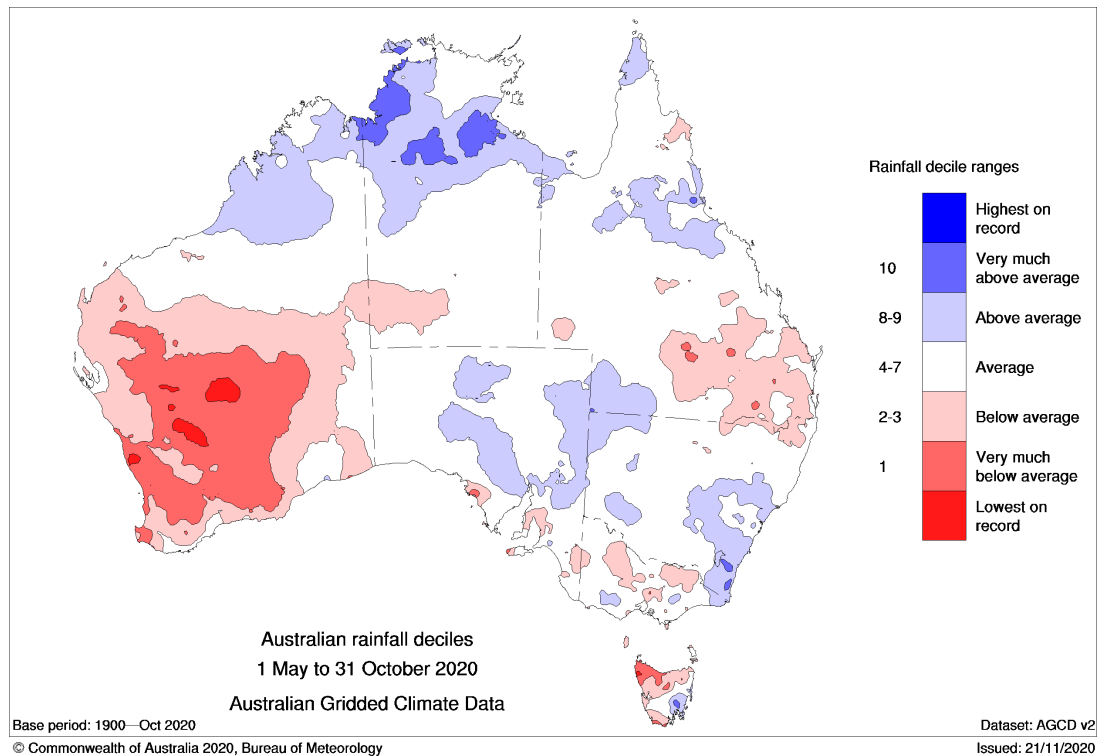 Rainfall decile ranges
Highest on
record
10
Very much
above average
8-9
Above average
4-7
Average
2-3
Below average
1
Very much
below average
Lowest on
record
Australian rainfall deciles
1 May to 31 October 2020
Australian Gridded Climate Data
Base period: 1900—Oct 2020
Dataset: AGCD v2
© Commonwealth of Australia 2020, Bureau of Meteorology
Issued: 21/11/2020